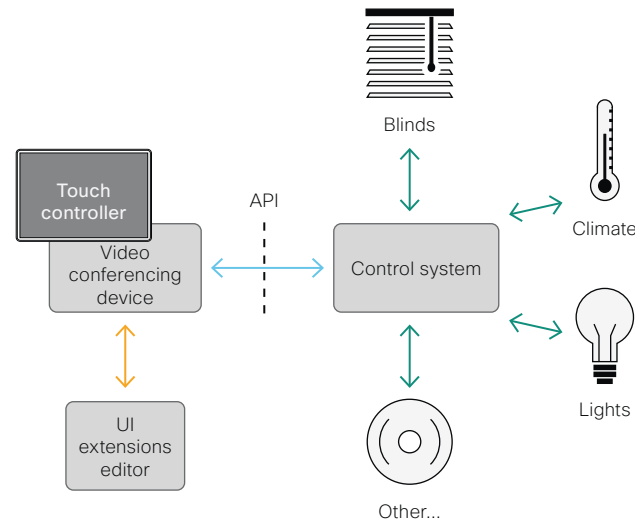 Blinds
Touch
controller
API
Climate
Video
conferencing
device
Control system
Lights
UI
extensions
editor
Other...